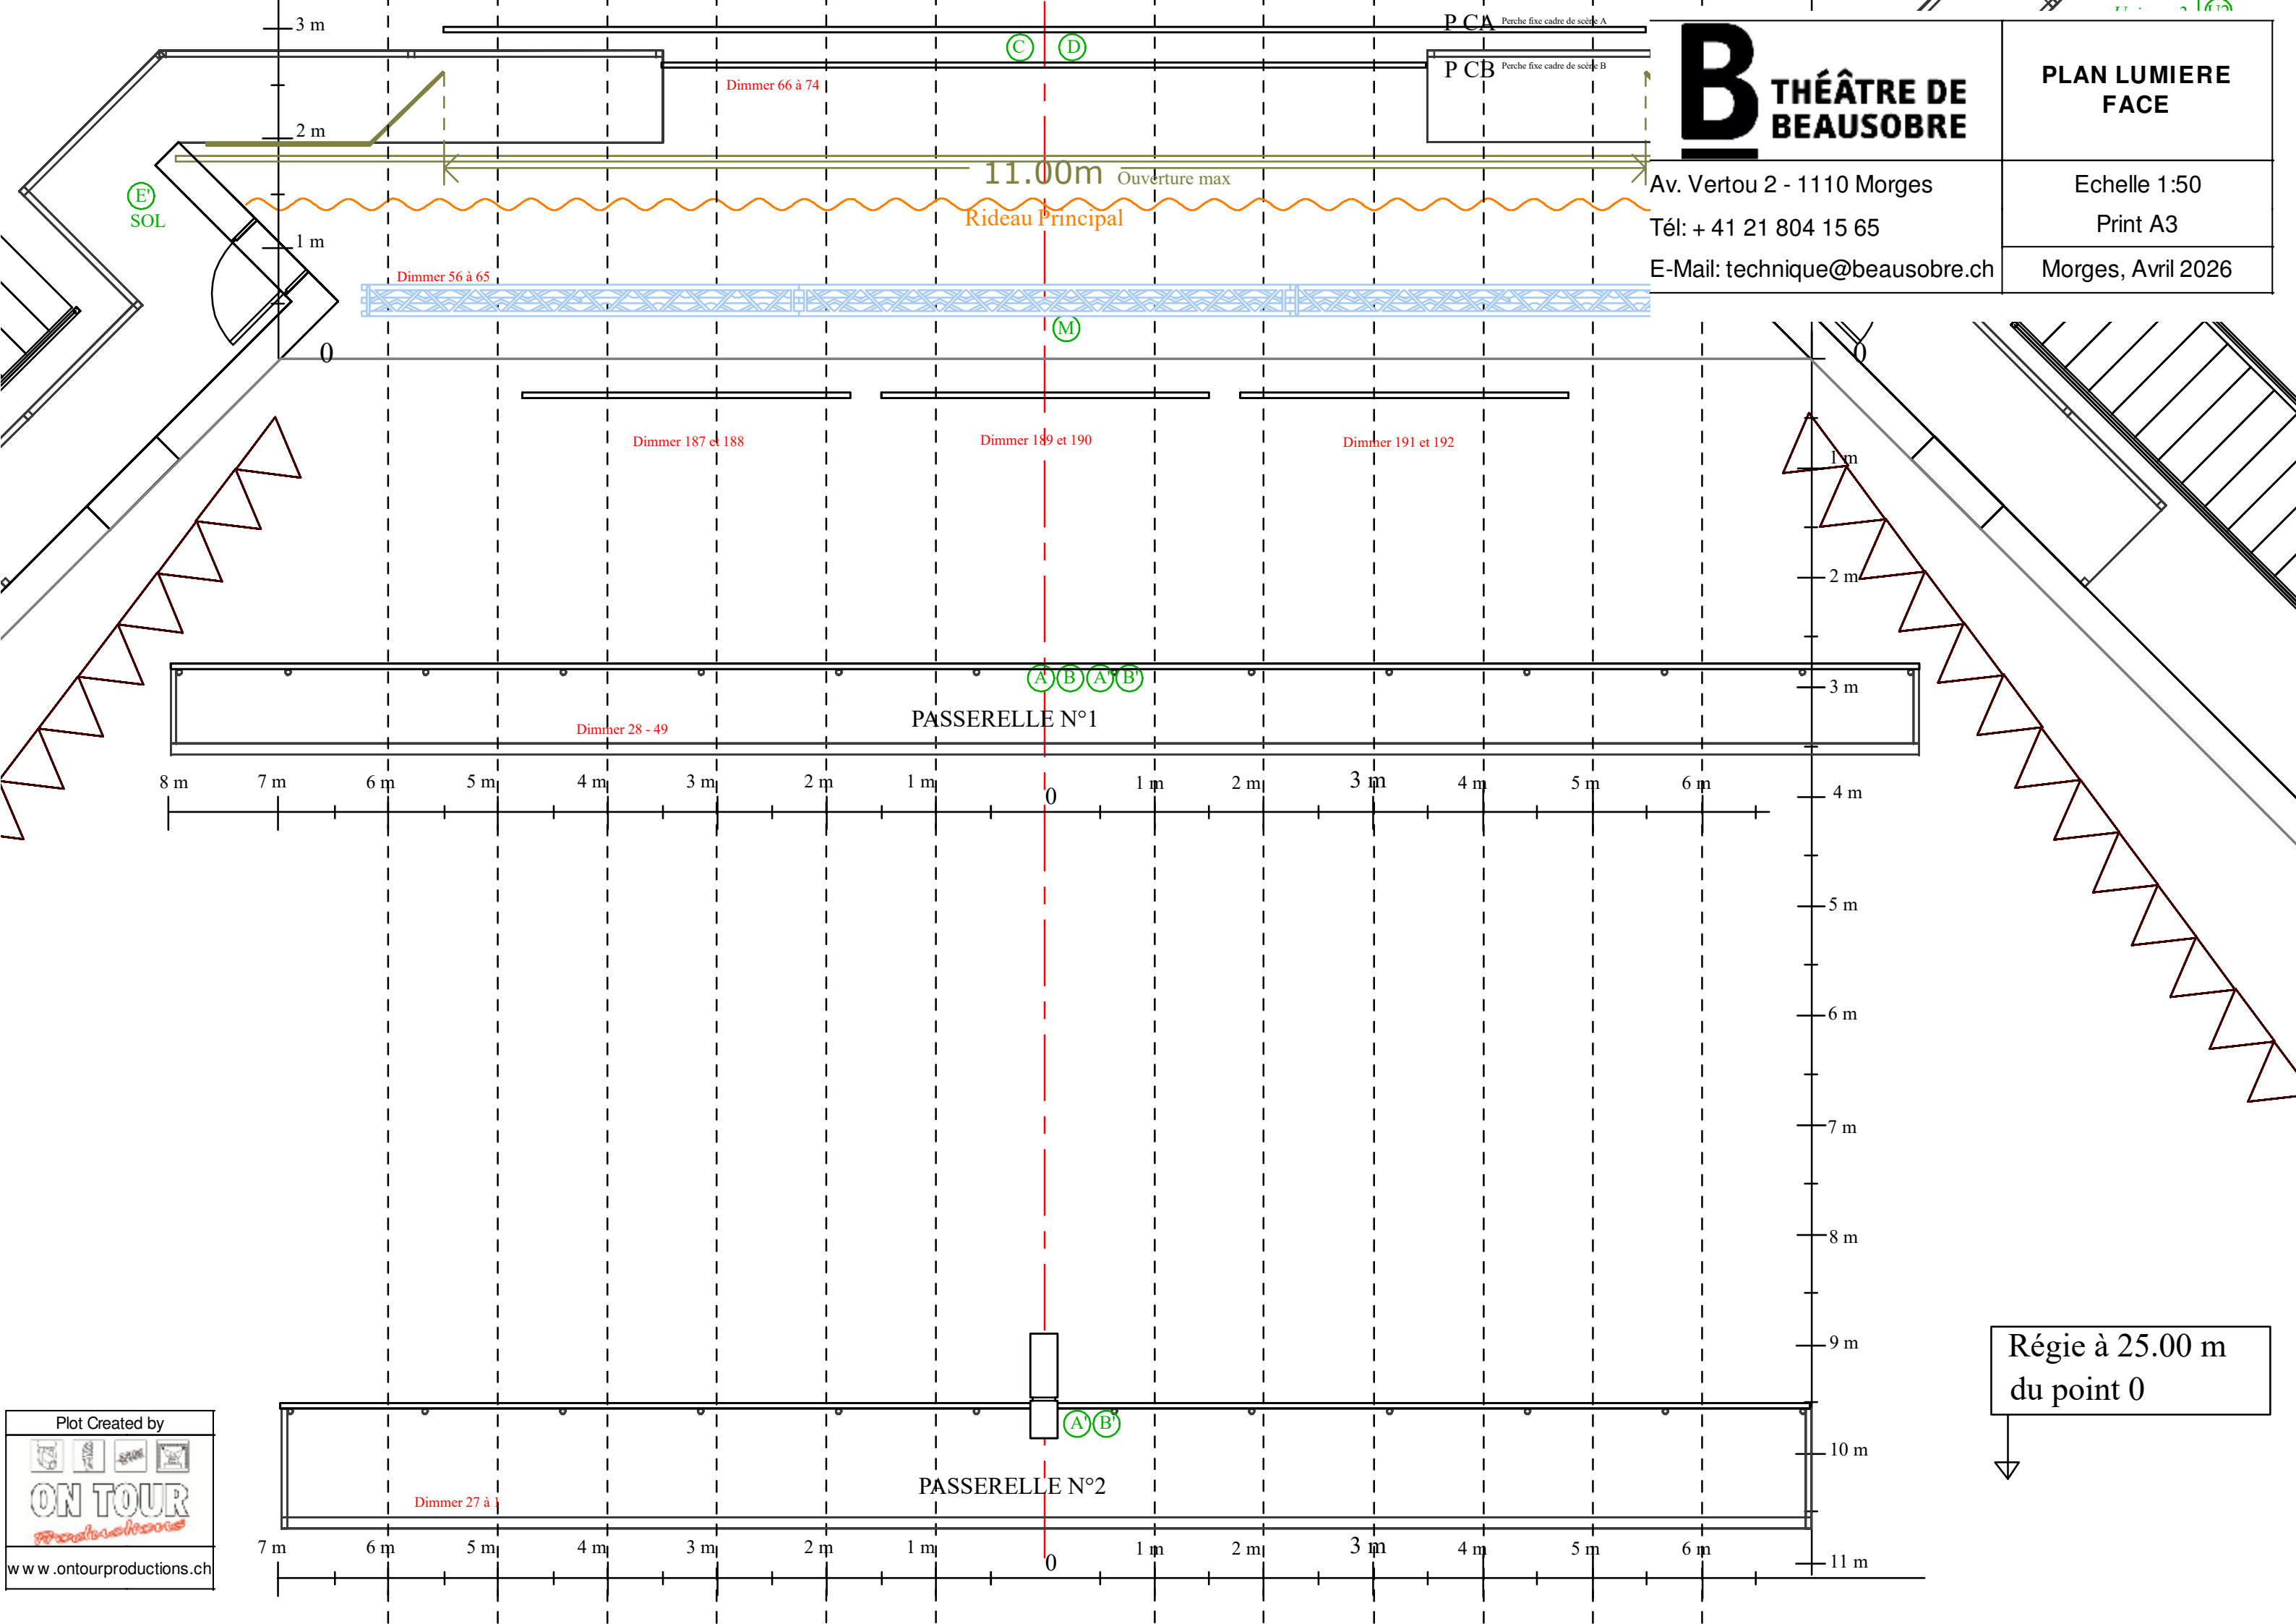 3 m
P CA Perche fixe cadre de scène A
C D
P CB Perche fixe cadre de scène B
Dimmer 66 à 74
B THÉÂTRE DE
BEAUSOBRE
PLAN LUMIERE
FACE
2 m
11.00m Ouverture max
Av. Vertou 2 - 1110 Morges
Echelle 1:50
E'
SOL
Rideau Principal
Tél: + 41 21 804 15 65
Print A3
1 m
E-Mail: technique@beausobre.ch
Morges, Avril 2026
Dimmer 56 à 65
M
0
0
Dimmer 187 et 188
Dimmer 189 et 190
Dimmer 191 et 192
1 m
2 m
A B A' B'
3 m
PASSERELLE N°1
Dimmer 28 - 49
8 m 7 m 6 m 5 m 4 m 3 m 2 m 1 m 0 1 m 2 m 3 m 4 m 5 m 6 m
4 m
5 m
6 m
7 m
8 m
9 m
Régie à 25.00 m
du point 0
A' B'
Plot Created by
10 m
ON TOUR
Productions
PASSERELLE N°2
Dimmer 27 à 1
7 m 6 m 5 m 4 m 3 m 2 m 1 m 0 1 m 2 m 3 m 4 m 5 m 6 m
11 m
www.ontourproductions.ch